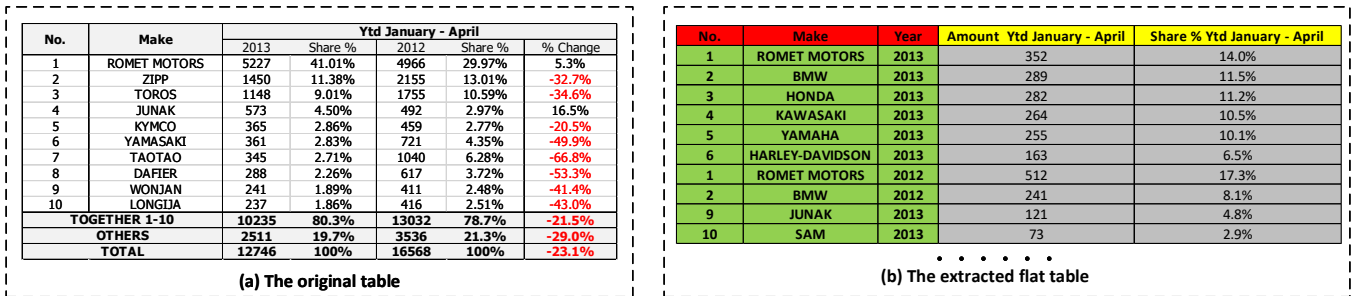 No. Make Ytd January - April
2013 Share % 2012 Share % % Change
1 ROMET MOTORS 5227 41.01% 4966 29.97% 5.3%
2 ZIPP 1450 11.38% 2155 13.01% -32.7%
3 TOROS 1148 9.01% 1755 10.59% -34.6%
4 JUNAK 573 4.50% 492 2.97% 16.5%
5 KYMCO 365 2.86% 459 2.77% -20.5%
6 YAMASAKI 361 2.83% 721 4.35% -49.9%
7 TAOTAO 345 2.71% 1040 6.28% -66.8%
8 DAFIER 288 2.26% 617 3.72% -53.3%
9 WONJAN 241 1.89% 411 2.48% -41.4%
10 LONGIJA 237 1.86% 416 2.51% -43.0%
TOGETHER 1-10 10235 80.3% 13032 78.7% -21.5%
OTHERS 2511 19.7% 3536 21.3% -29.0%
TOTAL 12746 100% 16568 100% -23.1%
(a) The original table
No. Make Year Amount Ytd January - April Share % Ytd January - April
1 ROMET MOTORS 2013 352 14.0%
2 BMW 2013 289 11.5%
3 HONDA 2013 282 11.2%
4 KAWASAKI 2013 264 10.5%
5 YAMAHA 2013 255 10.1%
6 HARLEY-DAVIDSON 2013 163 6.5%
1 ROMET MOTORS 2012 512 17.3%
2 BMW 2012 241 8.1%
9 JUNAK 2013 121 4.8%
10 SAM 2013 73 2.9%
. . . . . .
(b) The extracted flat table